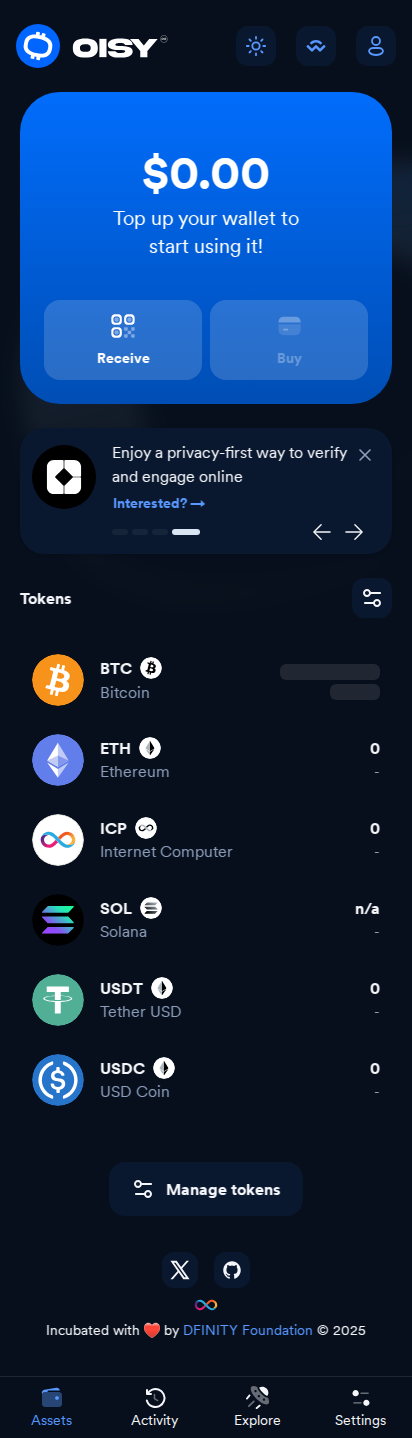 OISY
$0.00
Top up your wallet to
start using it!
Receive
Buy
Enjoy a privacy-first way to verify
and engage online
Interested?→
Tokens
BTC
Bitcoin
ETH
0
Ethereum
-
ICP
0
Internet Computer
-
SOL
n/a
Solana
-
USDT
0
Tether USD
-
USDC
0
USD Coin
-
Manage tokens
Incubated with ❤️ by DFINITY Foundation © 2025
Assets
Activity
Explore
Settings